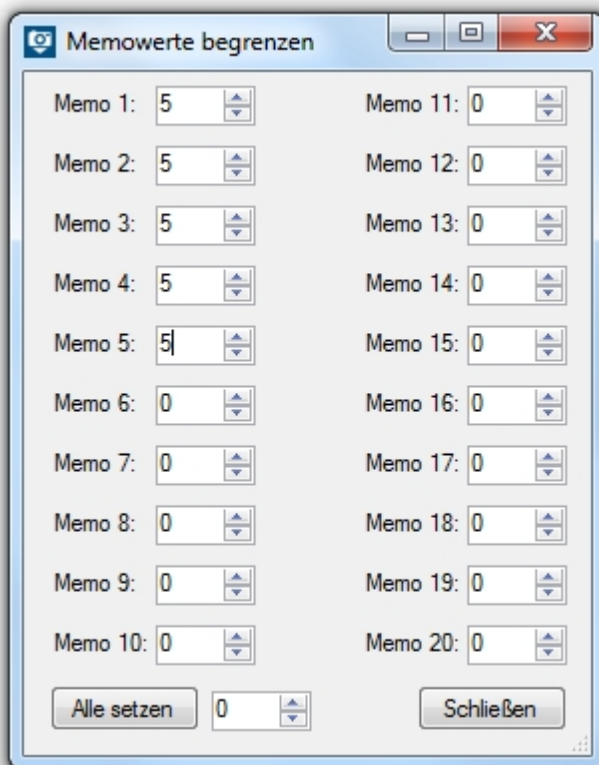 Memowerte begrenzen
Memo 1: 5 Memo 11: 0
Memo 2: 5 Memo 12: 0
Memo 3: 5 Memo 13: 0
Memo 4: 5 Memo 14: 0
Memo 5: 5 Memo 15: 0
Memo 6: 0 Memo 16: 0
Memo 7: 0 Memo 17: 0
Memo 8: 0 Memo 18: 0
Memo 9: 0 Memo 19: 0
Memo 10: 0 Memo 20: 0
Alle setzen 0 Schließen